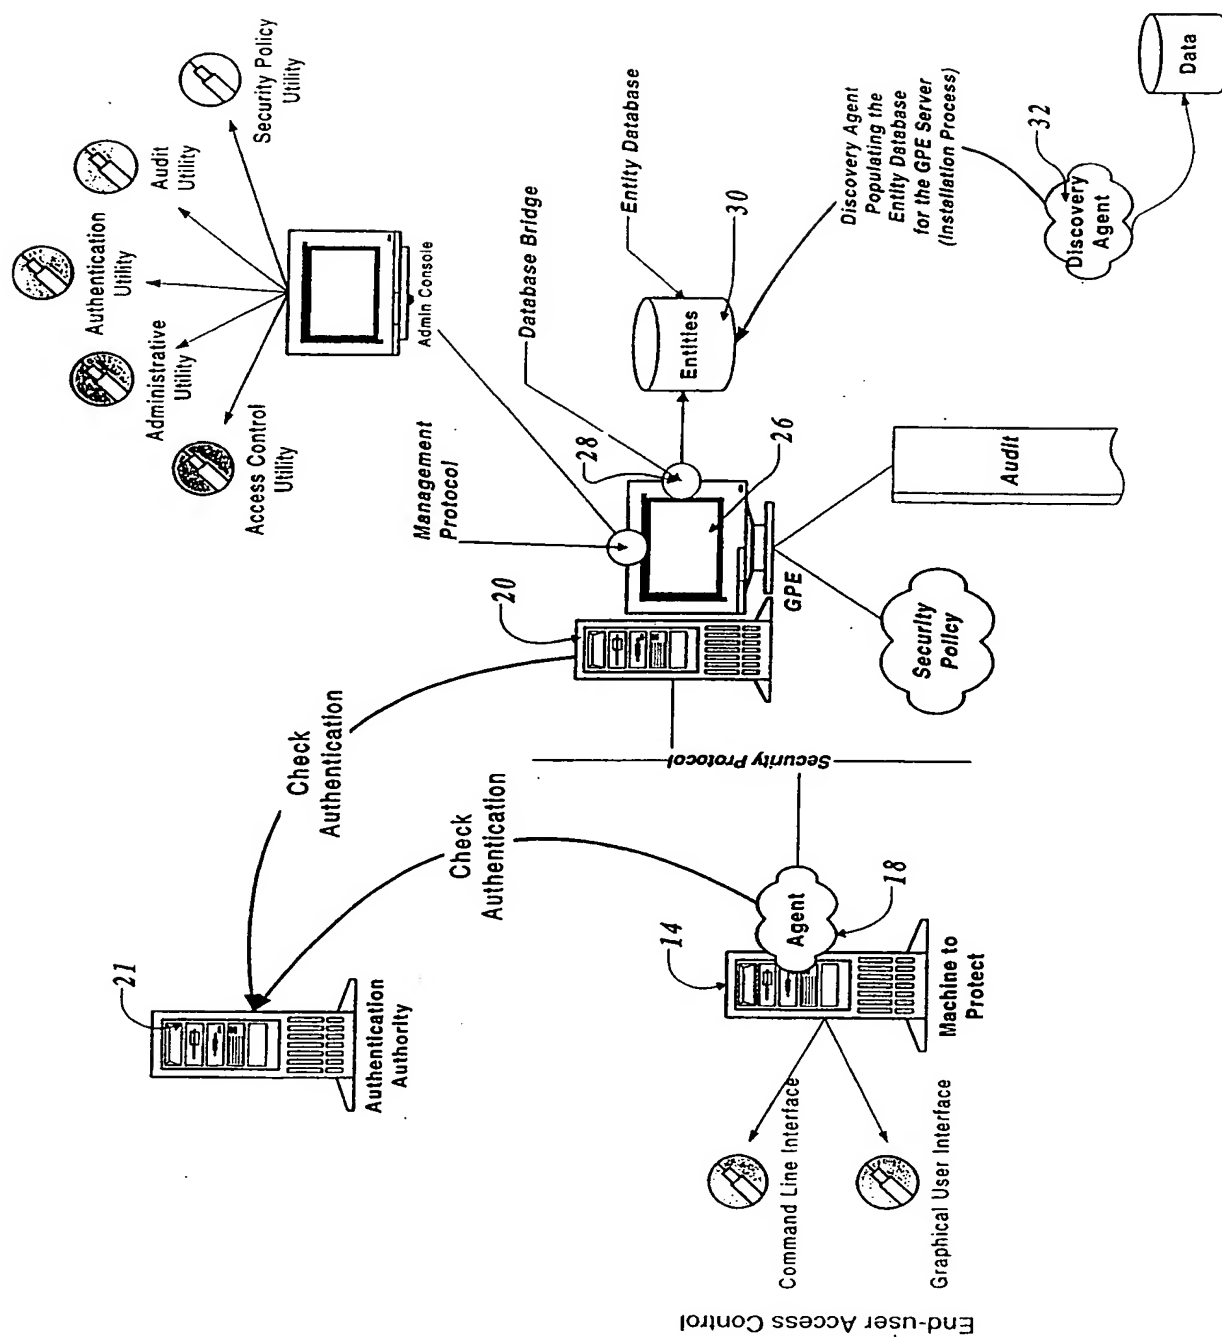 Security Policy
Utility
Audit
Utility
Authentication
Utility
Administrative
Utility
Access Control
Utility
Admin Console
Management
Protocol
Database Bridge
Entity Database
28
30
26
Entities
Discovery Agent
Populating the
Entity Database
for the GPE Server
(Installation Process)
32
Discovery
Agent
Data
20
GPE
Audit
Security
Policy
Security Protocol
Check
Authentication
Check
Authentication
21
Authentication
Authority
14
Agent
18
Machine to
Protect
Command Line Interface
Graphical User Interface
End-user Access Control